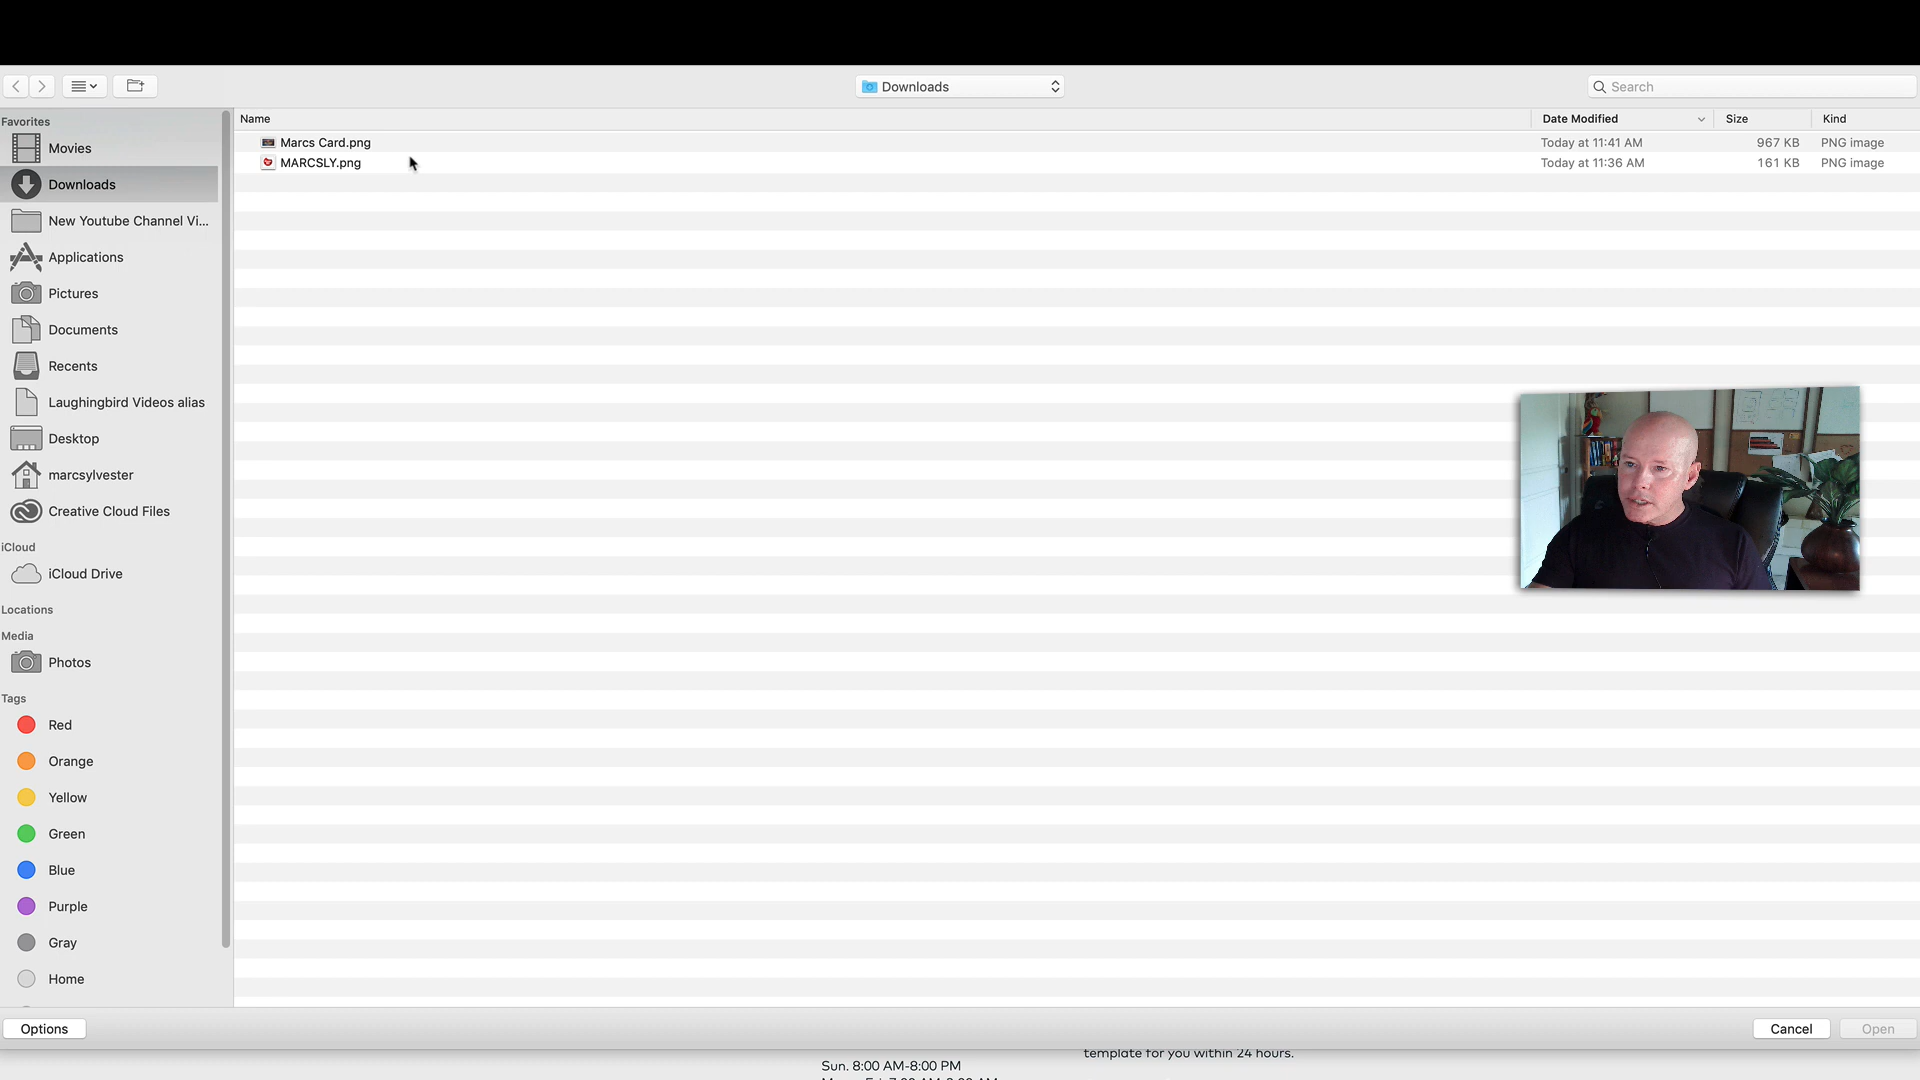 Downloads
Search
Favorites
Movies
Downloads
New Youtube Channel Vi...
Applications
Pictures
Documents
Recents
Laughingbird Videos alias
Desktop
marcsylvester
Creative Cloud Files
iCloud
iCloud Drive
Locations
Media
Photos
Tags
Red
Orange
Yellow
Green
Blue
Purple
Gray
Home
Name Date Modified Size Kind
Marcs Card.png Today at 11:41 AM 967 KB PNG image
MARCSLY.png Today at 11:36 AM 161 KB PNG image
Options Cancel Open
template for you within 24 hours.
Sun. 8:00 AM-8:00 PM